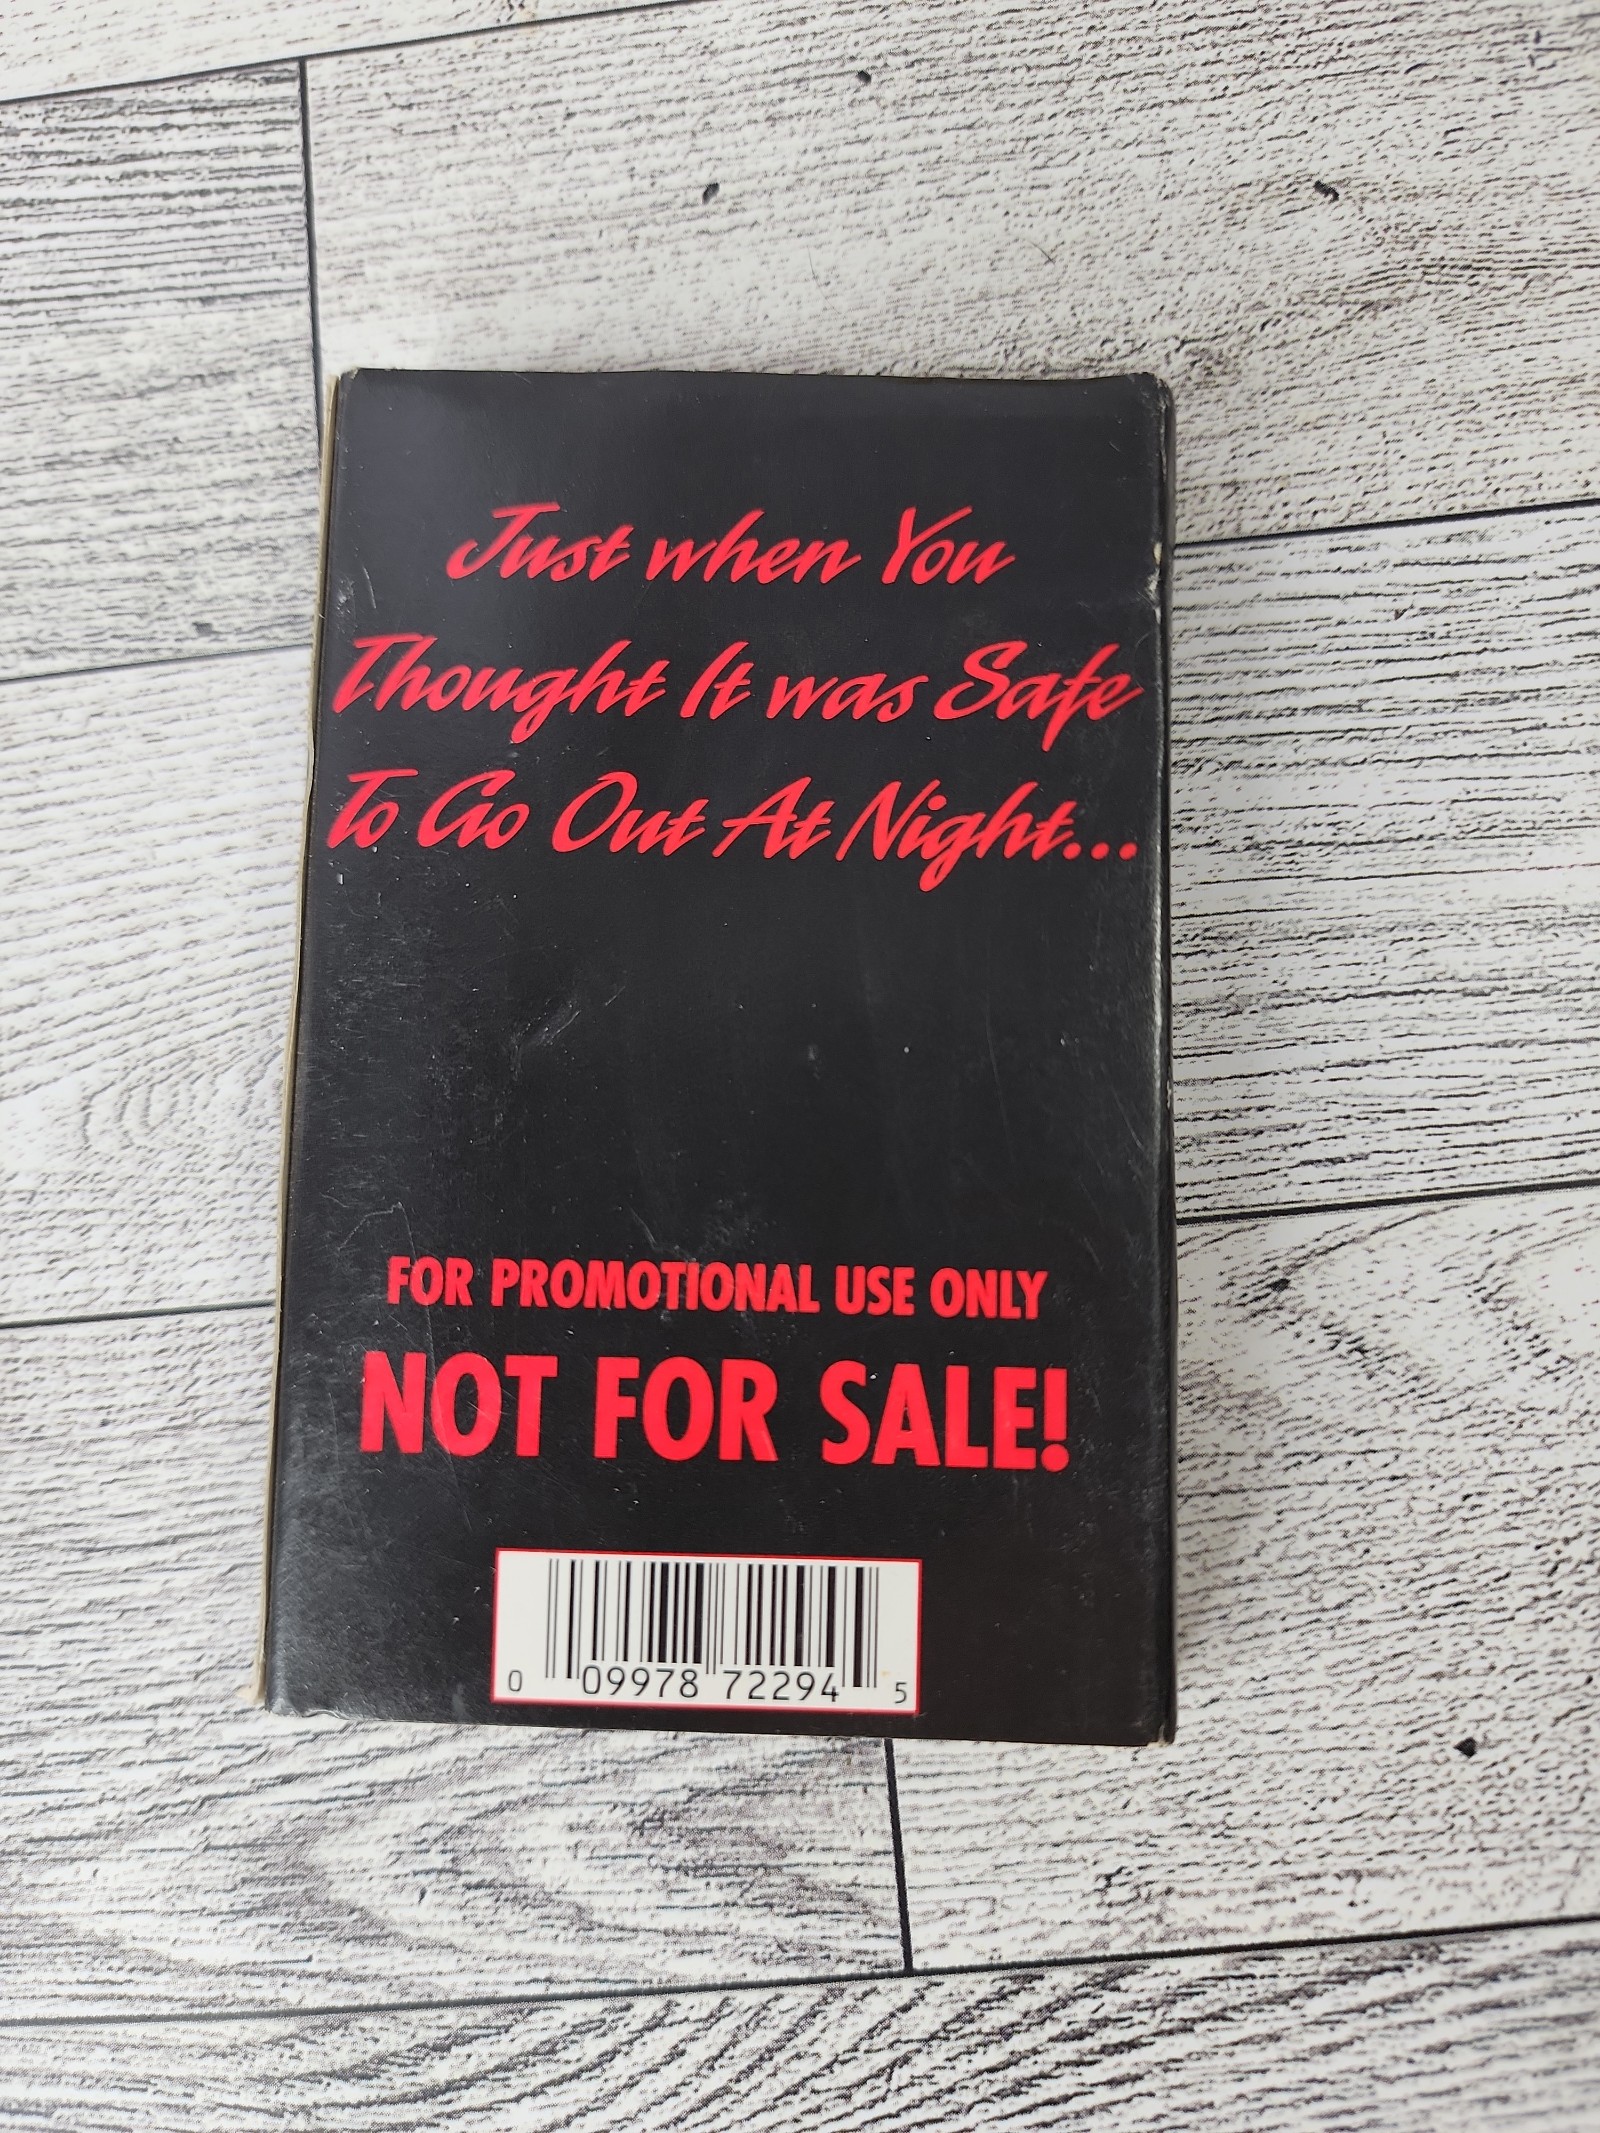 Just when You
Thought It was Safe
To Go Out At Night...
FOR PROMOTIONAL USE ONLY
NOT FOR SALE!
0 09978 72294 5